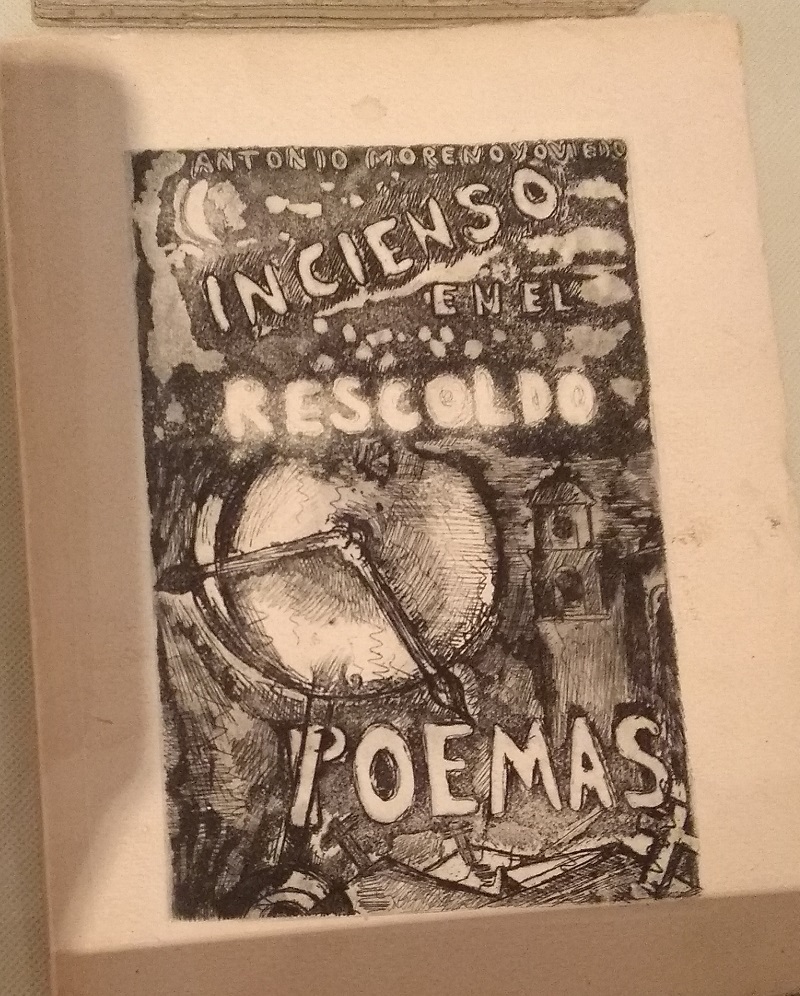 ANTONIO MORENO Y OVIEDO
INCIENSO
EN EL
RESCOLDO
POEMAS